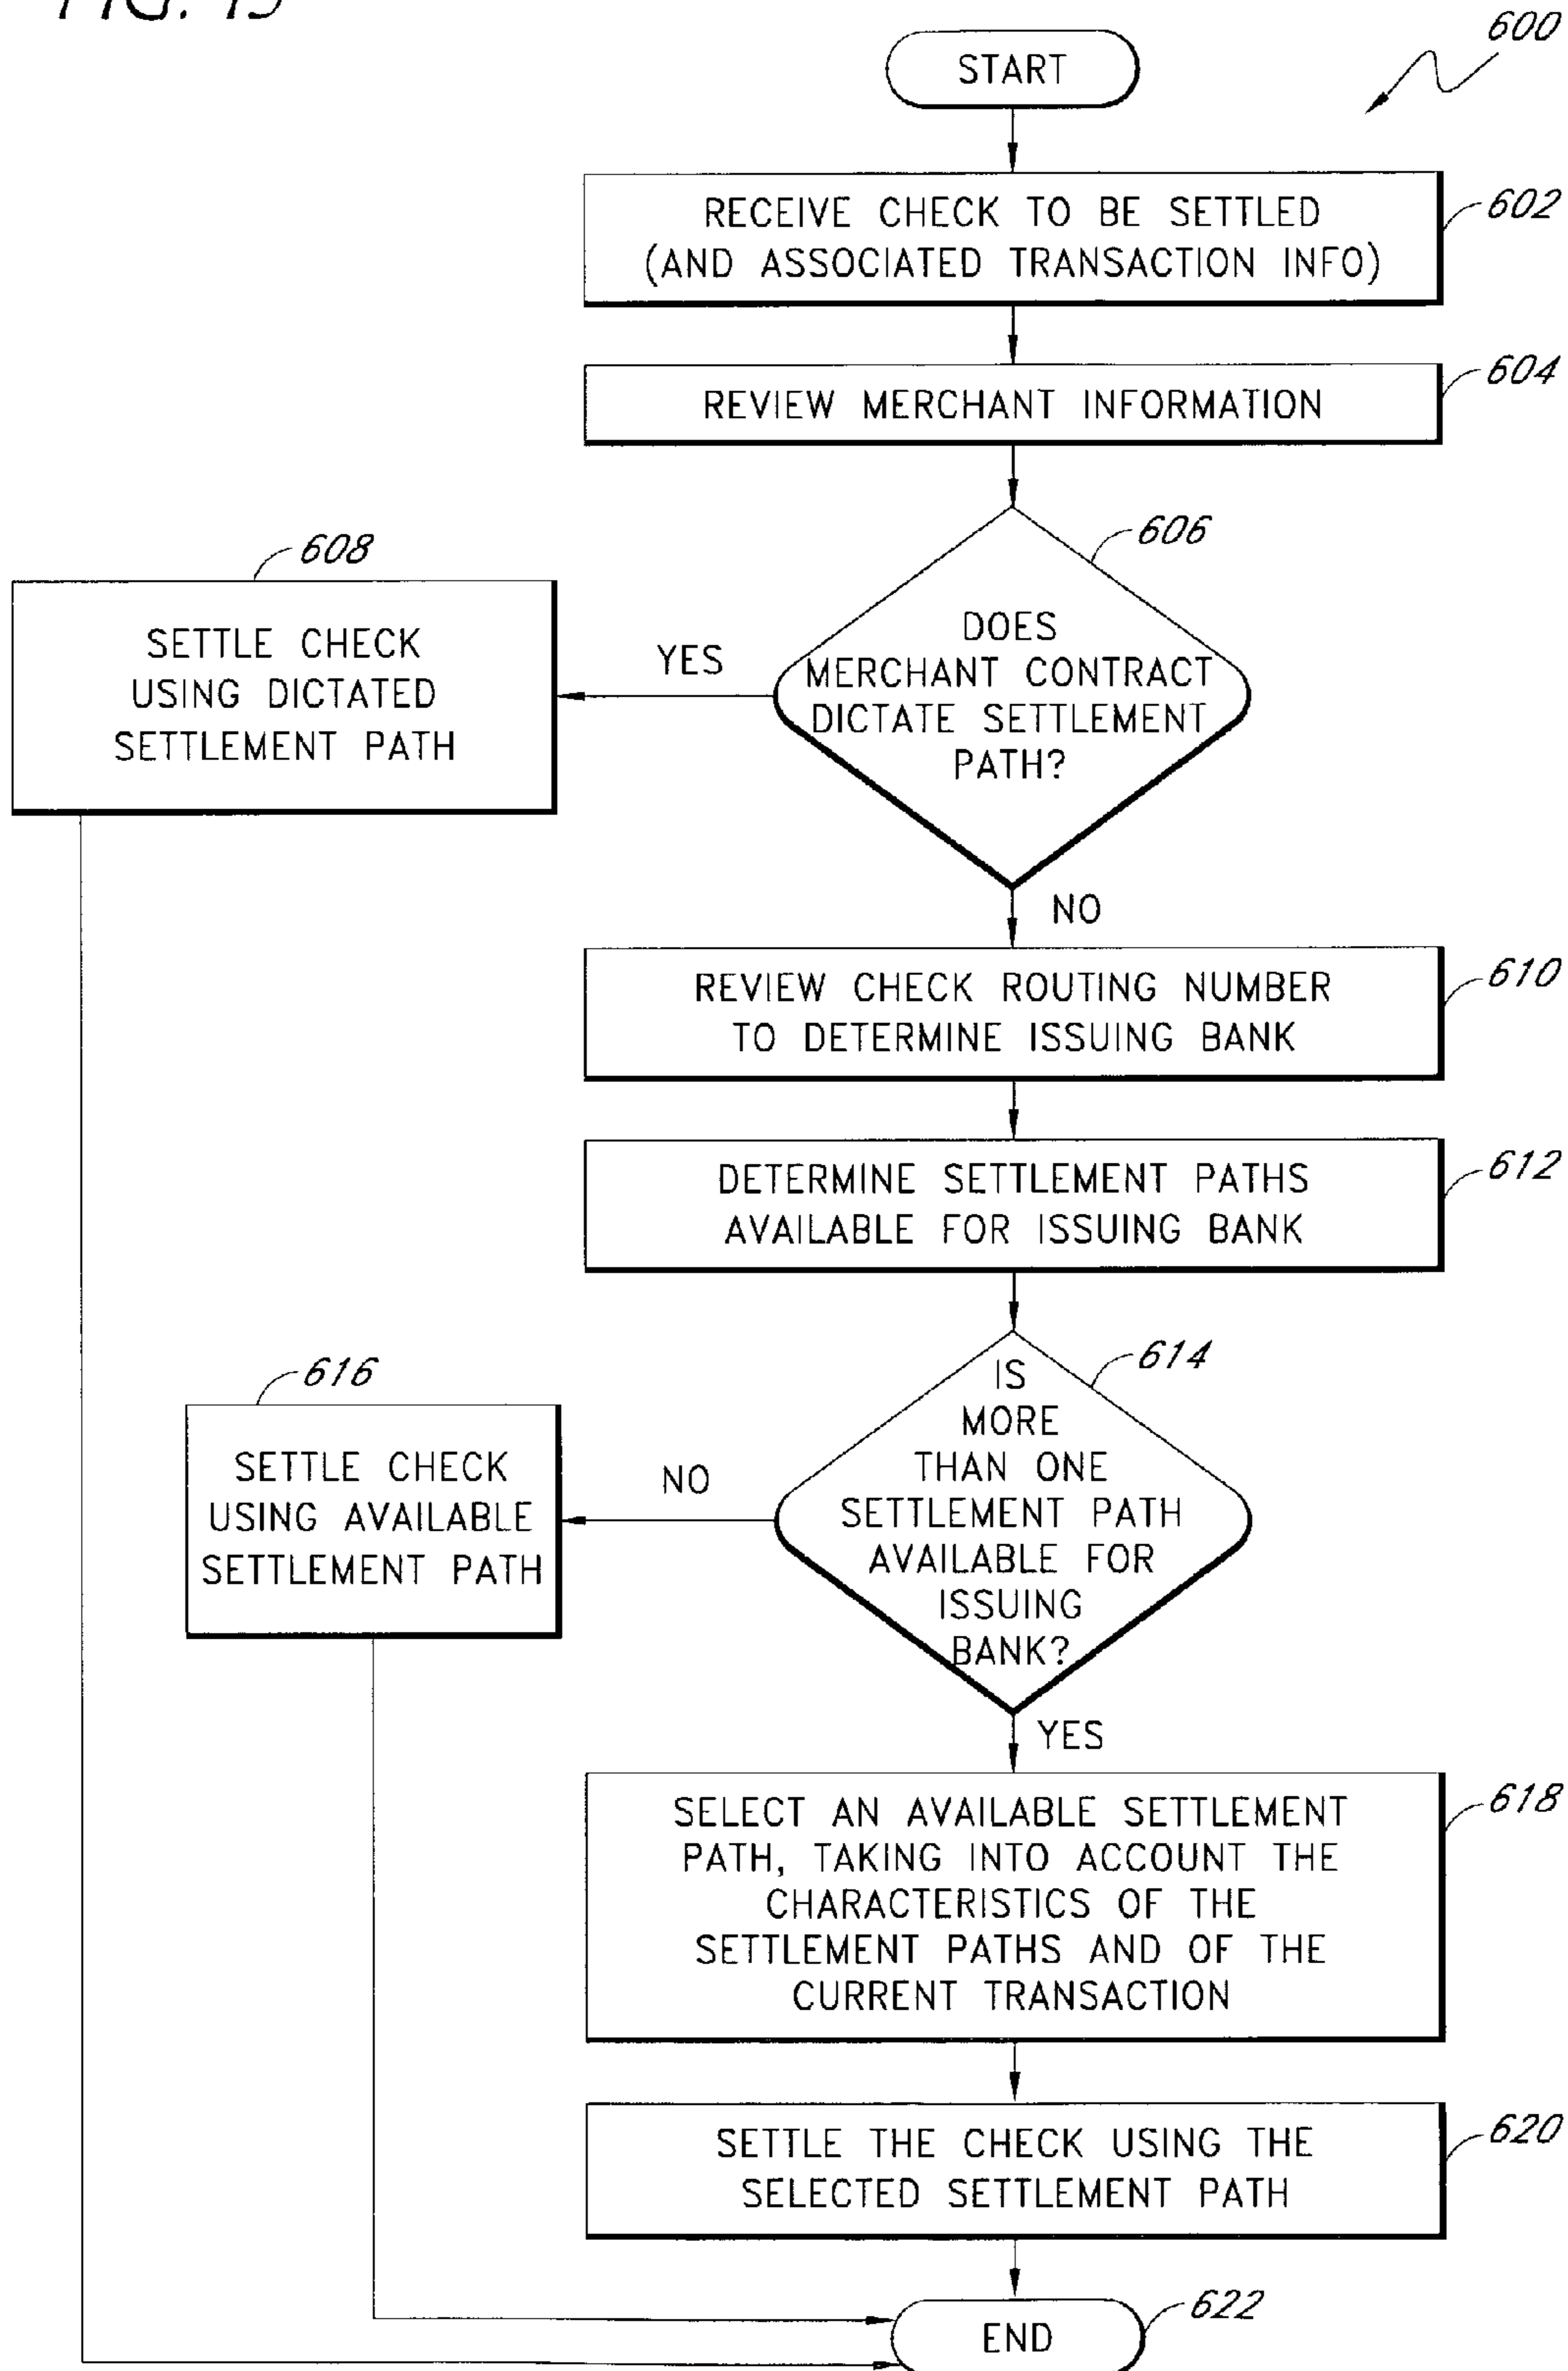 FIG.
600
START
RECEIVE CHECK TO BE SETTLED
(AND ASSOCIATED TRANSACTION INFO)
602
REVIEW MERCHANT INFORMATION
604
606
DOES
MERCHANT CONTRACT
DICTATE SETTLEMENT
PATH?
YES
608
SETTLE CHECK
USING DICTATED
SETTLEMENT PATH
NO
REVIEW CHECK ROUTING NUMBER
TO DETERMINE ISSUING BANK
610
DETERMINE SETTLEMENT PATHS
AVAILABLE FOR ISSUING BANK
612
614
IS
MORE
THAN ONE
SETTLEMENT PATH
AVAILABLE FOR
ISSUING
BANK?
NO
616
SETTLE CHECK
USING AVAILABLE
SETTLEMENT PATH
YES
SELECT AN AVAILABLE SETTLEMENT
PATH, TAKING INTO ACCOUNT THE
CHARACTERISTICS OF THE
SETTLEMENT PATHS AND OF THE
CURRENT TRANSACTION
618
SETTLE THE CHECK USING THE
SELECTED SETTLEMENT PATH
620
END
622